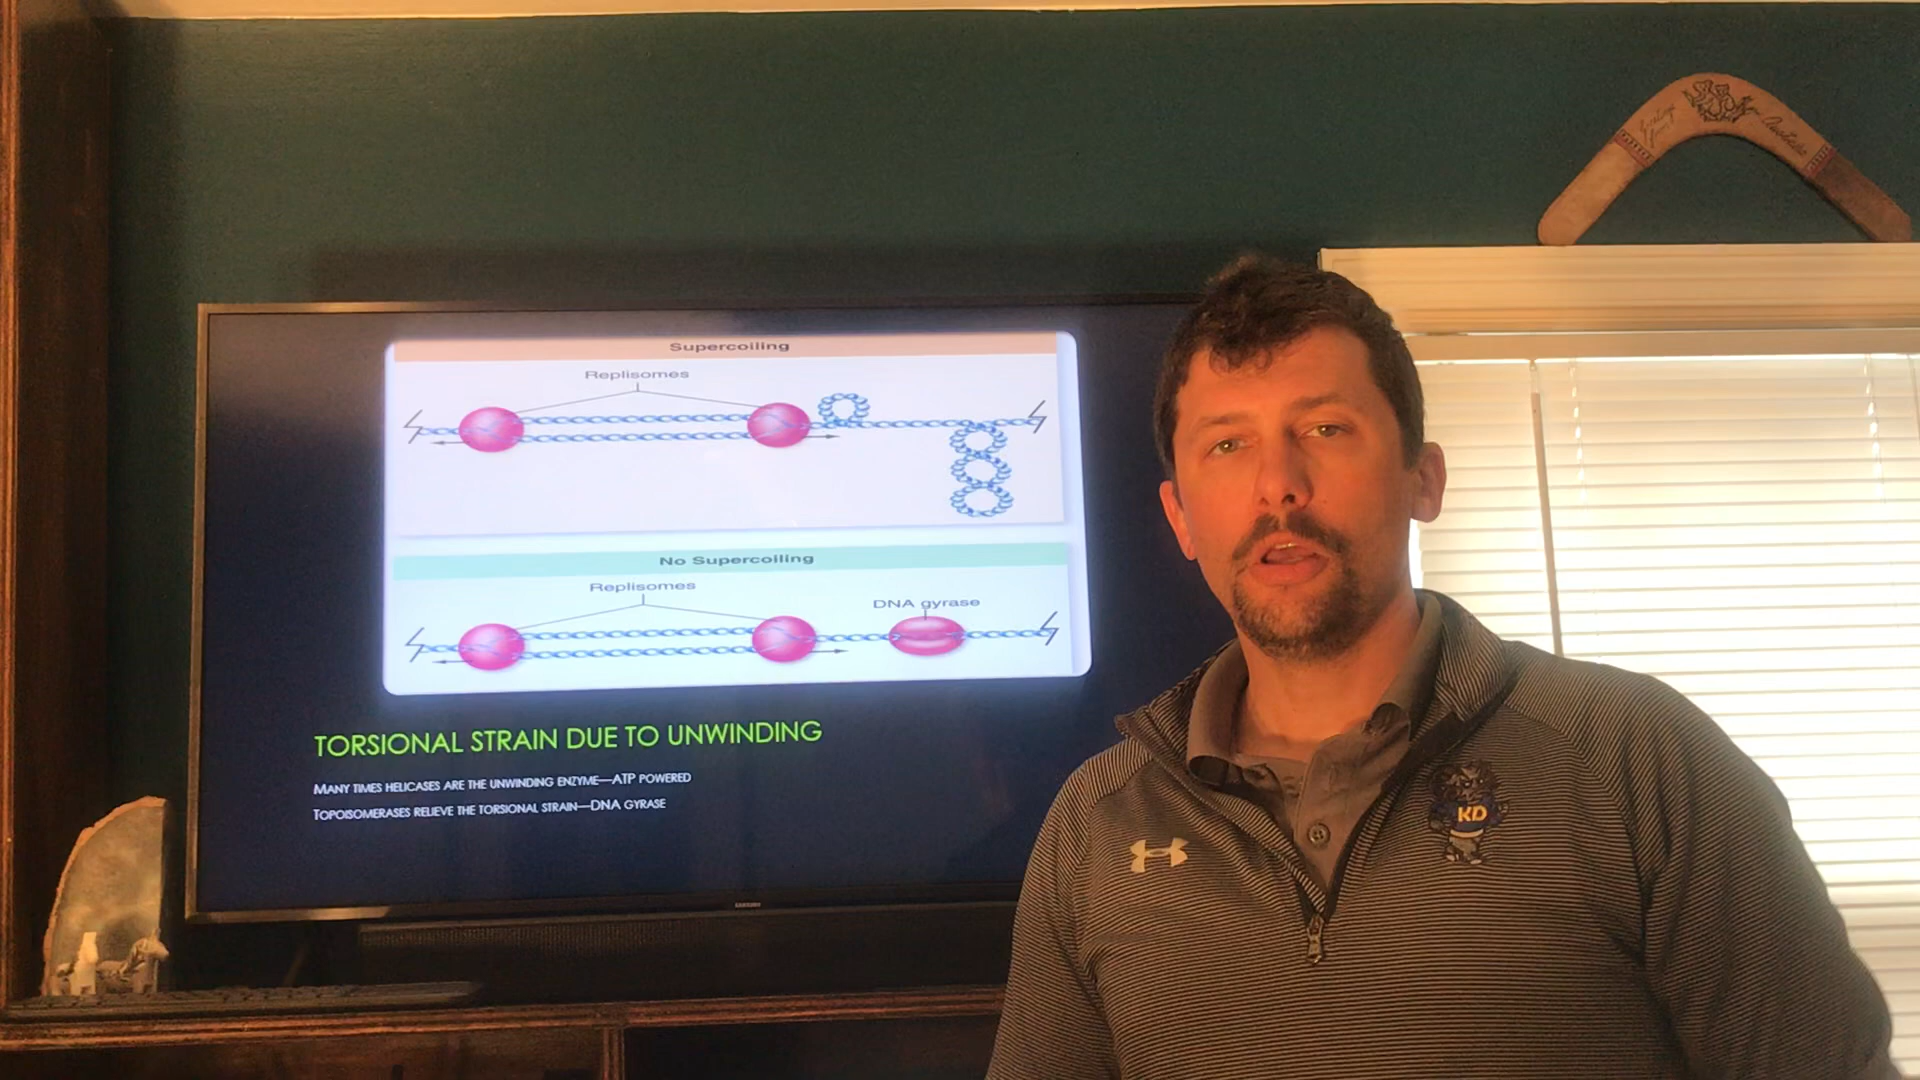 Supercoiling
Replisomes
No Supercoiling
Replisomes
DNA gyrase
TORSIONAL STRAIN DUE TO UNWINDING
MANY TIMES HELICASES ARE THE UNWINDING ENZYME—ATP POWERED
TOPOISOMERASES RELIEVE THE TORSIONAL STRAIN—DNA GYRASE
SAMSUNG
KD